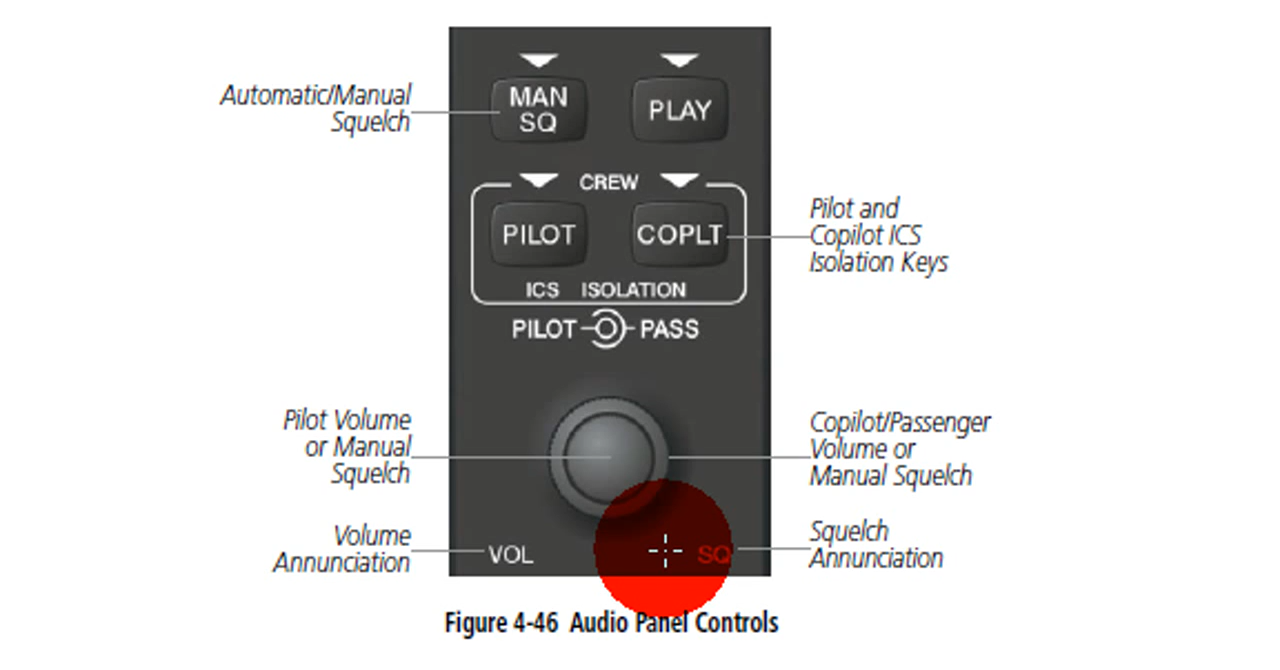 Automatic/Manual
Squelch
MAN
SQ
PLAY
CREW
PILOT
COPLT
Pilot and
Copilot ICS
Isolation Keys
ICS ISOLATION
PILOT PASS
Pilot Volume
or Manual
Squelch
Copilot/Passenger
Volume or
Manual Squelch
Volume
Annunciation
VOL
SQ
Squelch
Annunciation
Figure 4-46 Audio Panel Controls